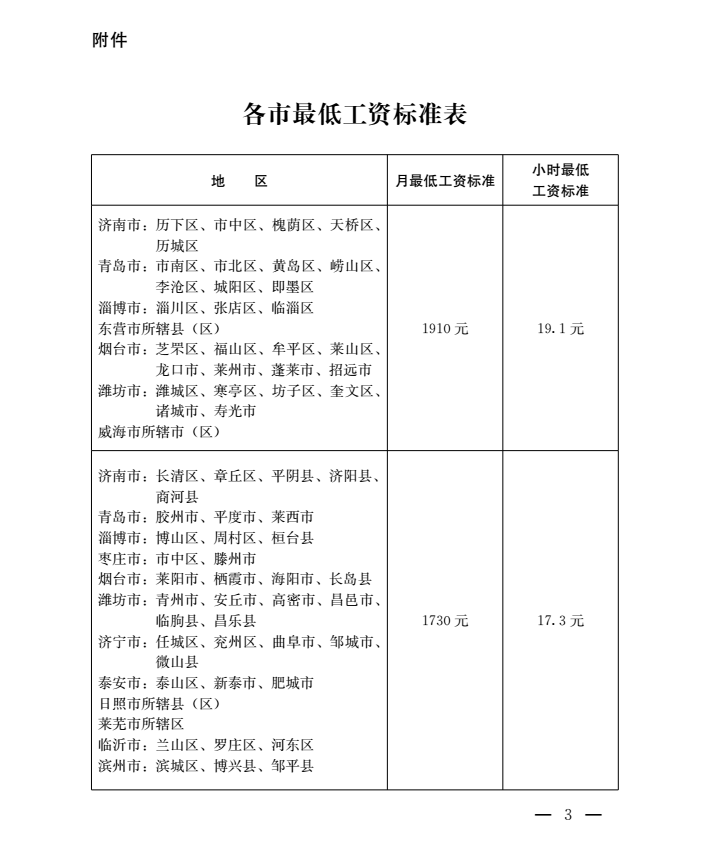 附件
各市最低工资标准表
地 区
月最低工资标准
小时最低
工资标准
济南市：历下区、市中区、槐荫区、天桥区、
历城区
青岛市：市南区、市北区、黄岛区、崂山区、
李沧区、城阳区、即墨区
淄博市：淄川区、张店区、临淄区
东营市所辖县（区）
烟台市：芝罘区、福山区、牟平区、莱山区、
龙口市、莱州市、蓬莱市、招远市
潍坊市：潍城区、寒亭区、坊子区、奎文区、
诸城市、寿光市
威海市所辖市（区）
1910 元
19.1 元
济南市：长清区、章丘区、平阴县、济阳县、
商河县
青岛市：胶州市、平度市、莱西市
淄博市：博山区、周村区、桓台县
枣庄市：市中区、滕州市
烟台市：莱阳市、栖霞市、海阳市、长岛县
潍坊市：青州市、安丘市、高密市、昌邑市、
临朐县、昌乐县
济宁市：任城区、兖州区、曲阜市、邹城市、
微山县
泰安市：泰山区、新泰市、肥城市
日照市所辖县（区）
莱芜市所辖区
临沂市：兰山区、罗庄区、河东区
滨州市：滨城区、博兴县、邹平县
1730 元
17.3 元
— 3 —